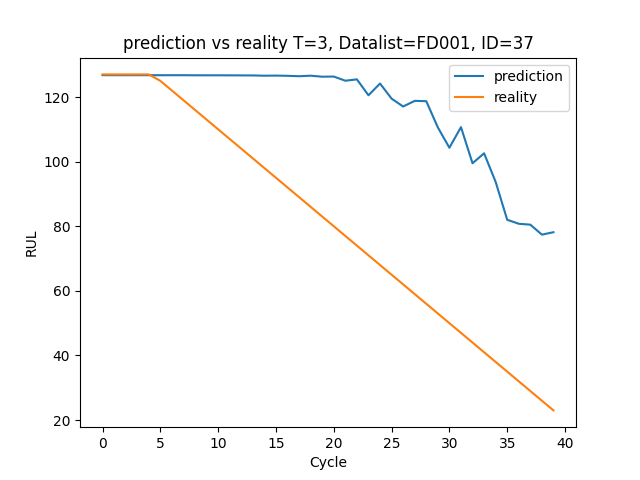 prediction vs reality T=3, Datalist=FD001, ID=37
prediction
reality
120
100
80
60
40
20
RUL
0 5 10 15 20 25 30 35 40
Cycle